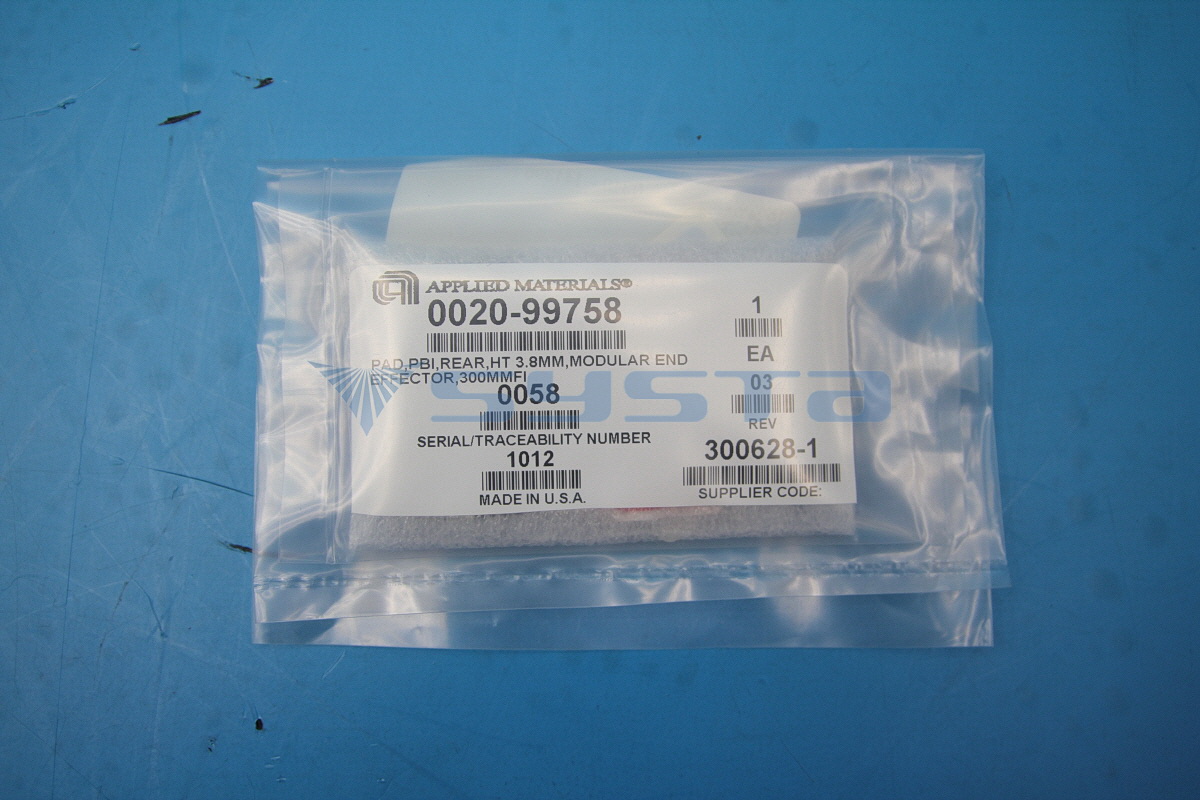 APPLIED MATERIALS®
0020-99758
PAD,PBI,REAR,HT 3.8MM,MODULAR END
EFFECTOR,300MMFI
0058
SERIAL/TRACEABILITY NUMBER
1012
MADE IN U.S.A.
1
EA
03
REV
300628-1
SUPPLIER CODE:
systa